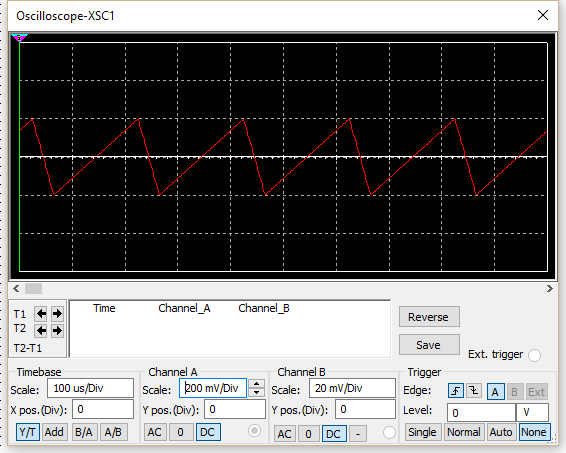 Oscilloscope-XSC1
Time Channel_A Channel_B
T1
T2
T2-T1
Reverse
Save
Ext. trigger
Timebase
Scale: 100 us/Div
X pos.(Div): 0
Y/T Add B/A A/B
Channel A
Scale: 200 mV/Div
Y pos.(Div): 0
AC 0 DC
Channel B
Scale: 20 mV/Div
Y pos.(Div): 0
AC 0 DC -
Trigger
Edge: A B Ext
Level: 0 V
Single Normal Auto None